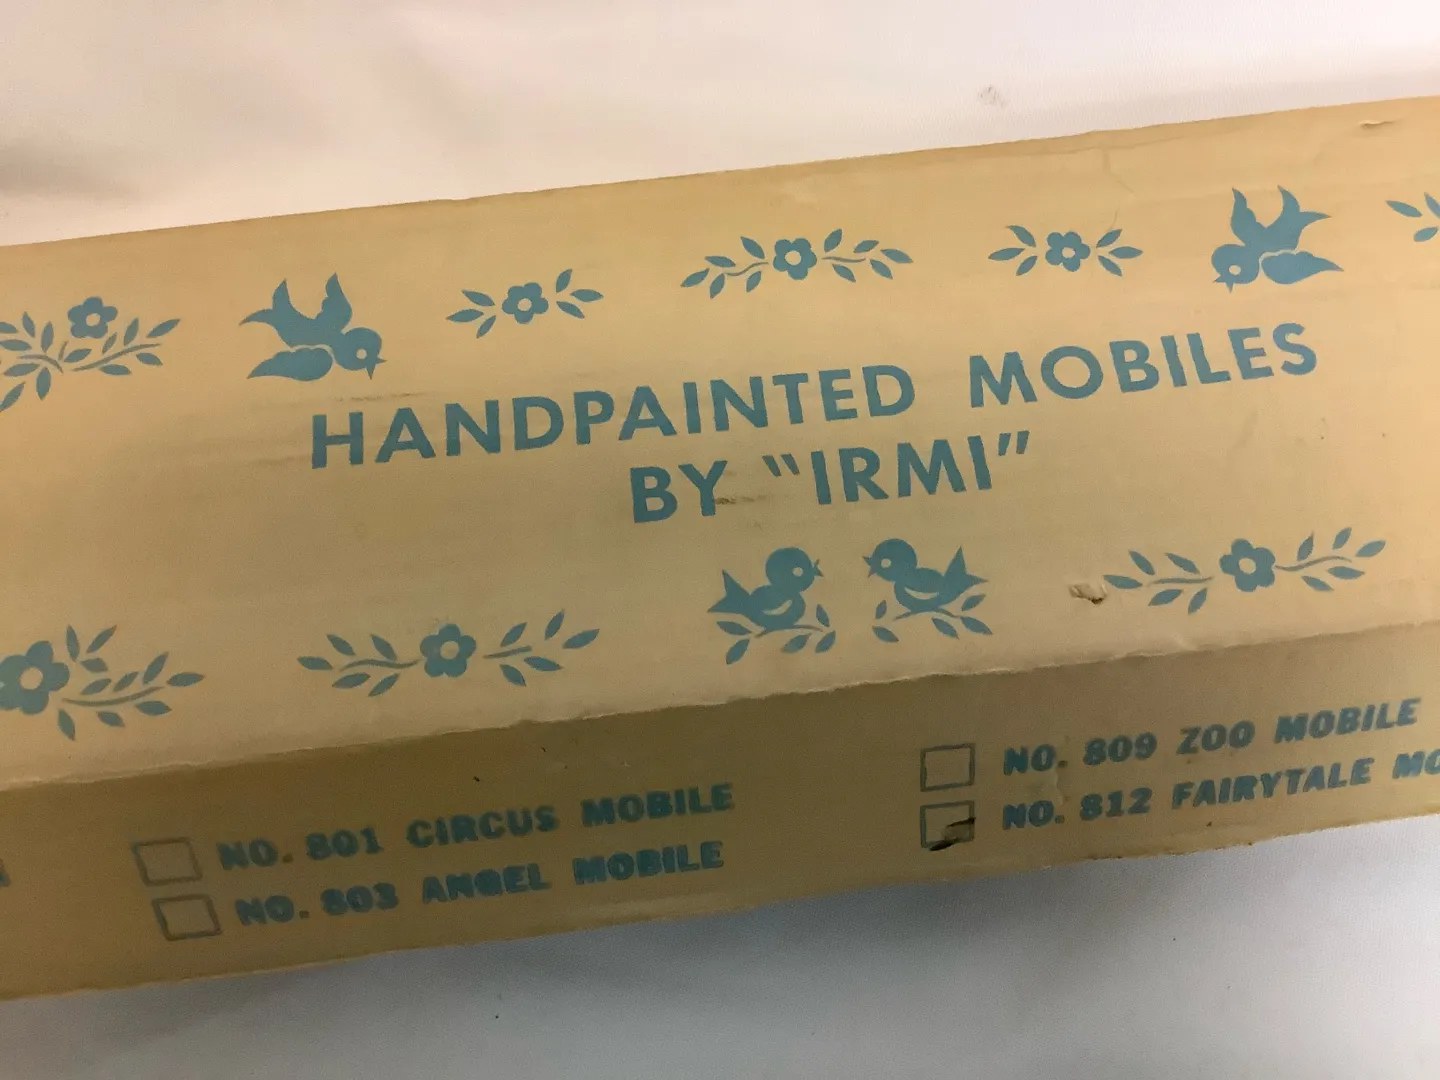 HANDPAINTED MOBILES
BY "IRMI"
NO. 801 CIRCUS MOBILE
NO. 803 ANGEL MOBILE
NO. 809 ZOO MOBILE
NO. 812 FAIRYTALE MO